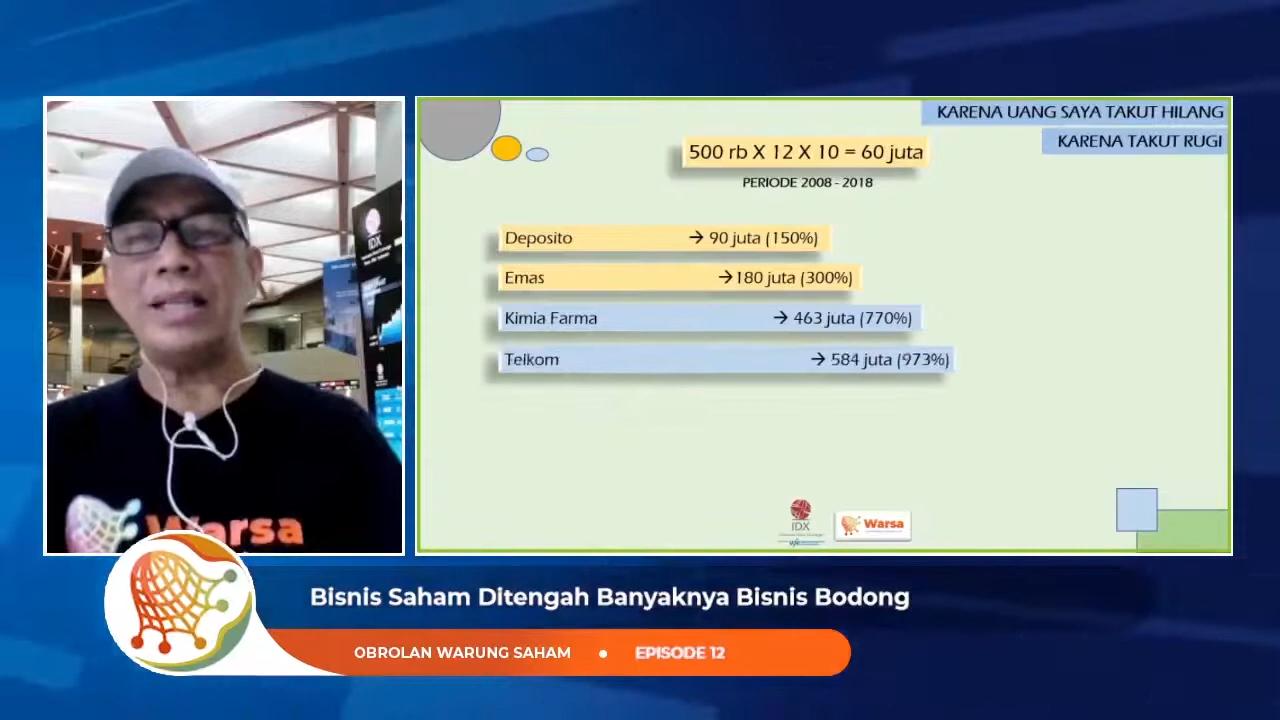 KARENA UANG SAYA TAKUT HILANG
KARENA TAKUT RUGI
500 rb X 12 X 10 = 60 juta
PERIODE 2008 - 2018
Deposito → 90 juta (150%)
Emas →180 juta (300%)
Kimia Farma → 463 juta (770%)
Telkom → 584 juta (973%)
IDX
Warsa
IDX
Warsa
Bisnis Saham Ditengah Banyaknya Bisnis Bodong
OBROLAN WARUNG SAHAM • EPISODE 12